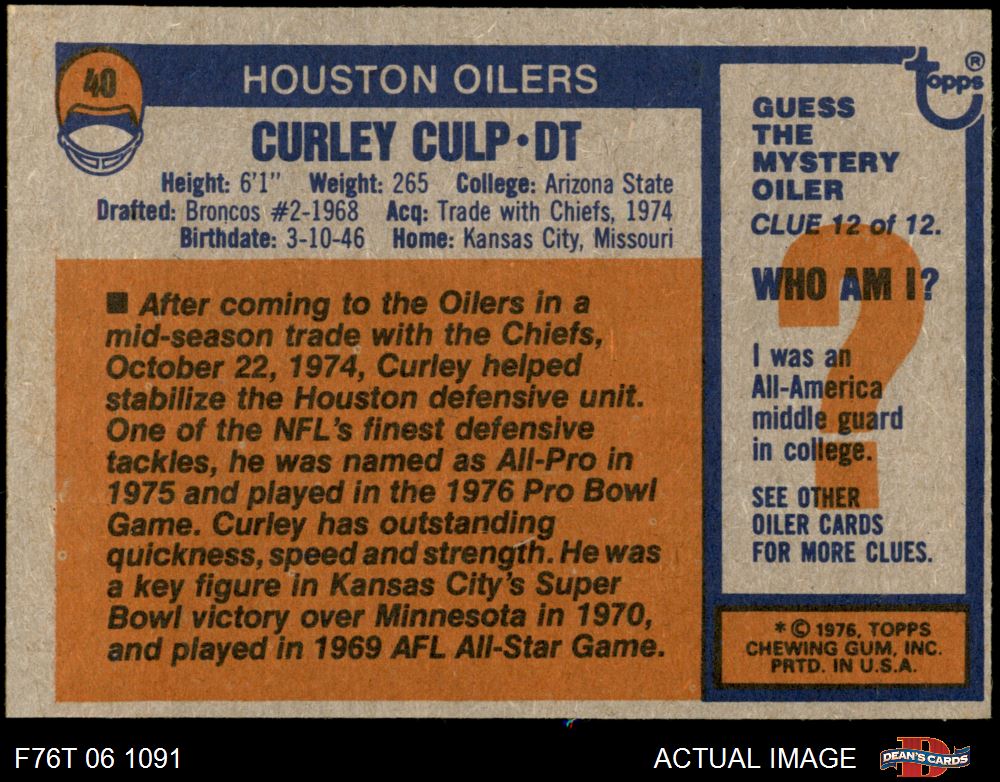 40
HOUSTON OILERS
CURLEY CULP•DT
Height: 6'1" Weight: 265 College: Arizona State
Drafted: Broncos #2-1968 Acq: Trade with Chiefs, 1974
Birthdate: 3-10-46 Home: Kansas City, Missouri
■ After coming to the Oilers in a
mid-season trade with the Chiefs,
October 22, 1974, Curley helped
stabilize the Houston defensive unit.
One of the NFL's finest defensive
tackles, he was named as All-Pro in
1975 and played in the 1976 Pro Bowl
Game. Curley has outstanding
quickness, speed and strength. He was
a key figure in Kansas City's Super
Bowl victory over Minnesota in 1970,
and played in 1969 AFL All-Star Game.
topps®
GUESS
THE
MYSTERY
OILER
CLUE 12 of 12.
?
WHO AM I?
I was an
All-America
middle guard
in college.
SEE OTHER
OILER CARDS
FOR MORE CLUES.
* © 1976, TOPPS
CHEWING GUM, INC.
PRTD. IN U.S.A.
F76T 06 1091
ACTUAL IMAGE
D
DEAN'S CARDS